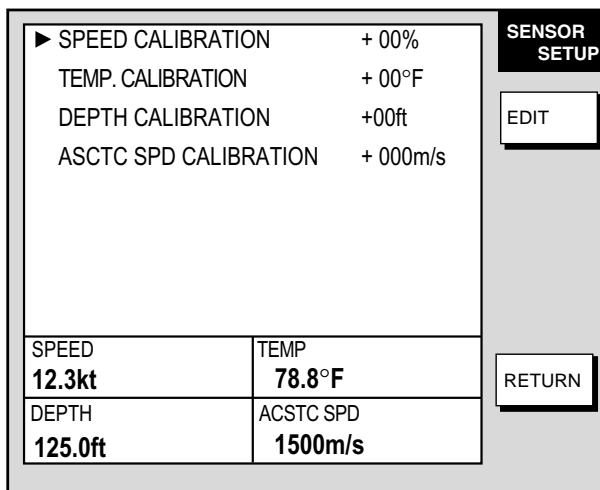 SENSOR
SETUP
► SPEED CALIBRATION + 00%
TEMP. CALIBRATION + 00°F
DEPTH CALIBRATION +00ft
ASCTC SPD CALIBRATION + 000m/s
EDIT
SPEED TEMP
12.3kt 78.8°F
DEPTH ACSTC SPD
125.0ft 1500m/s
RETURN